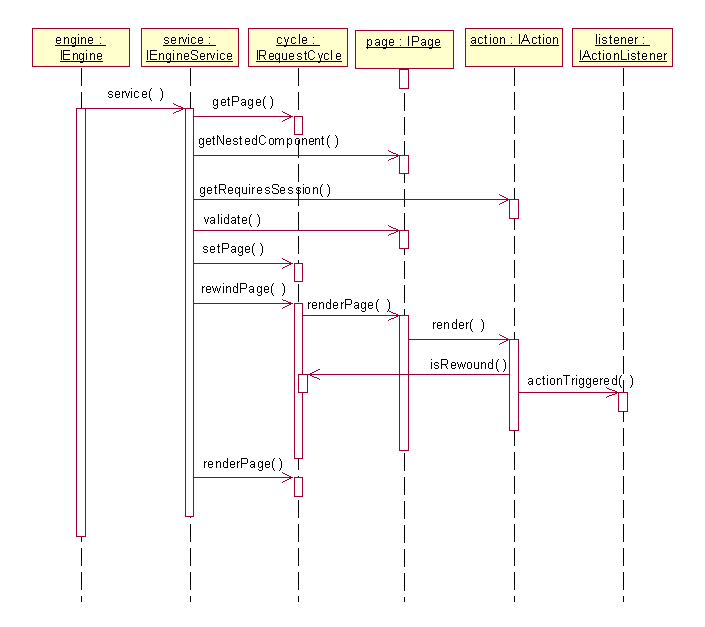 engine :
IEngine
service :
IEngineService
cycle :
IRequestCycle
page : IPage
action : IAction
listener :
IActionListener
service( )
getPage( )
getNestedComponent( )
getRequiresSession( )
validate( )
setPage( )
rewindPage( )
renderPage( )
render( )
isRewound( )
actionTriggered( )
renderPage( )